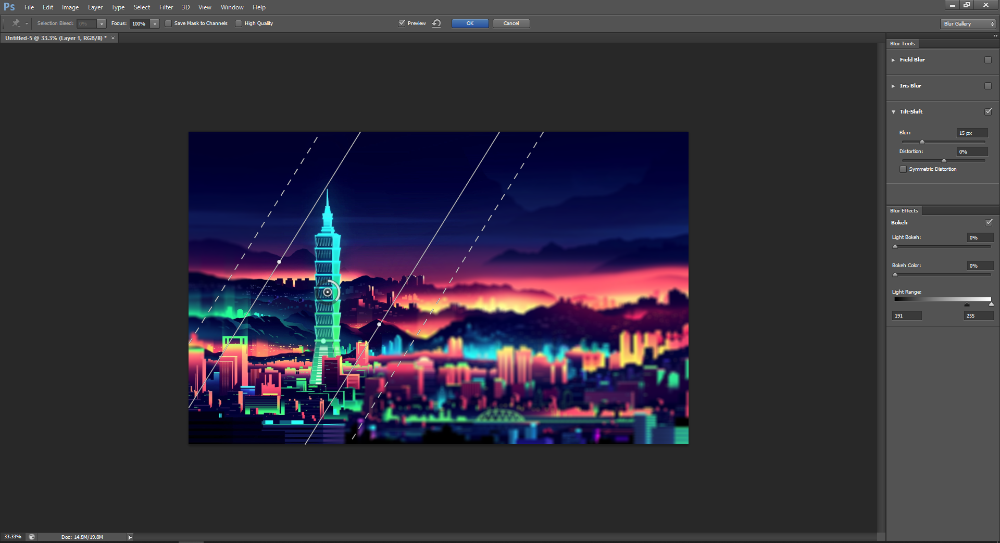 Ps File Edit Image Layer Type Select Filter 3D View Window Help
Selection Bleed: 0% Focus: 100% Save Mask to Channels High Quality Preview OK Cancel Blur Gallery
Untitled-5 @ 33.3% (Layer 1, RGB/8) * ×
Blur Tools
Field Blur
Iris Blur
Tilt-Shift
Blur: 15 px
Distortion: 0%
Symmetric Distortion
Blur Effects
Bokeh
Light Bokeh: 0%
Bokeh Color: 0%
Light Range:
191 255
33.33% Doc: 14.8M/19.8M